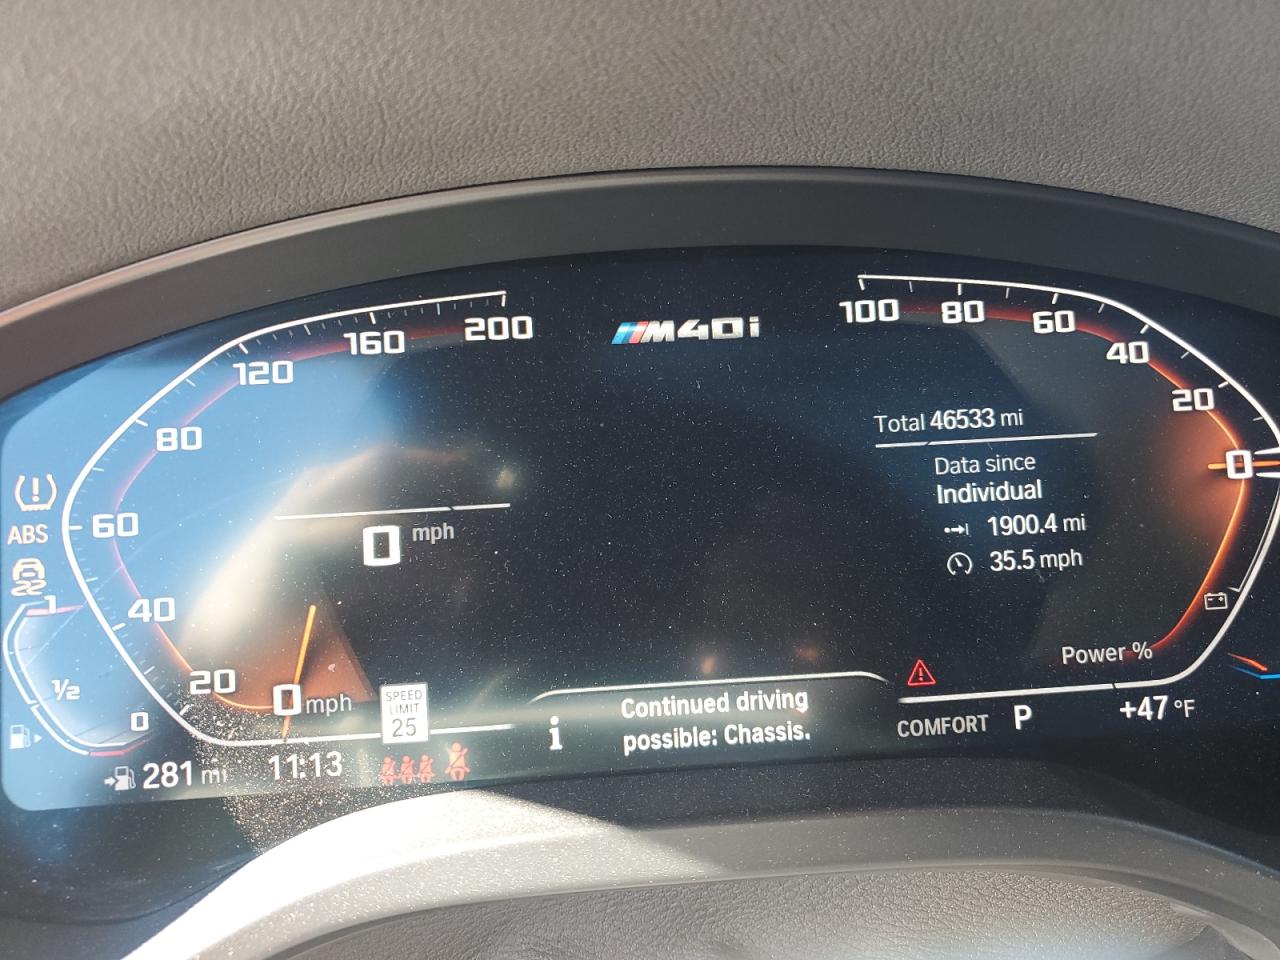 M40i
200
160
120
80
60
40
20
0 mph
100
80
60
40
20
0
Power %
Total 46533 mi
Data since
Individual
1900.4 mi
35.5 mph
0 mph
ABS
1
1/2
0
SPEED
LIMIT
25
Continued driving
possible: Chassis.
COMFORT P
+47 °F
281 mi
11:13